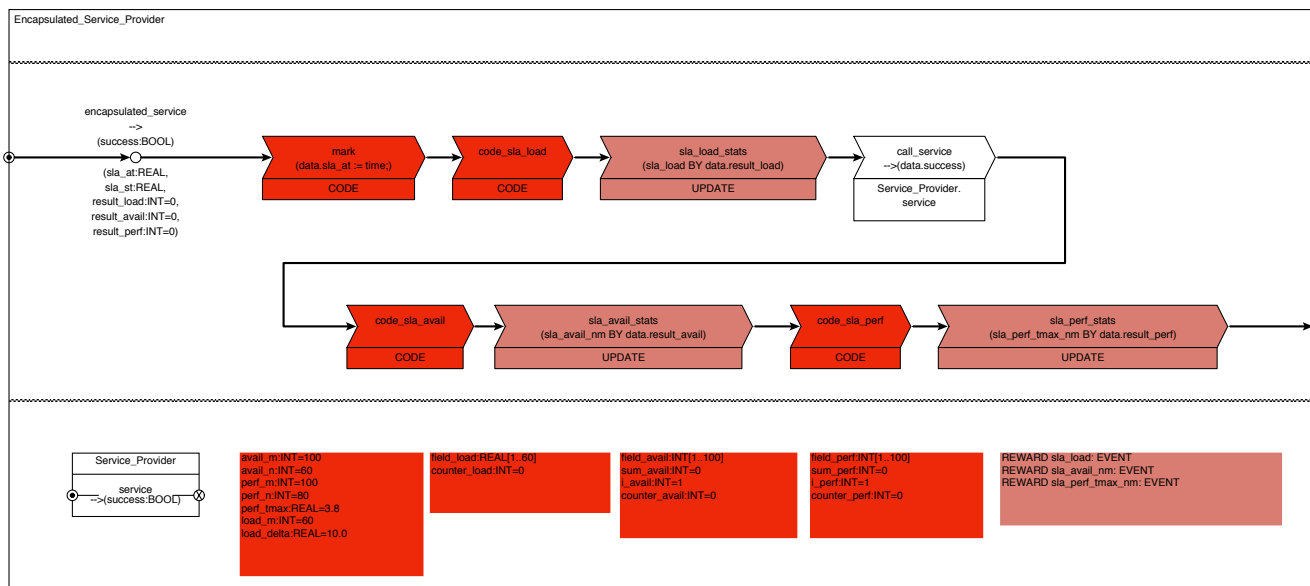 Encapsulated_Service_Provider
encapsulated_service
-->
(success:BOOL)
(sla_at:REAL,
sla_st:REAL,
result_load:INT=0,
result_avail:INT=0,
result_perf:INT=0)
mark
(data.sla_at := time;)
CODE
code_sla_load
CODE
sla_load_stats
(sla_load BY data.result_load)
UPDATE
call_service
-->(data.success)
Service_Provider.
service
code_sla_avail
CODE
sla_avail_stats
(sla_avail_nm BY data.result_avail)
UPDATE
code_sla_perf
CODE
sla_perf_stats
(sla_perf_tmax_nm BY data.result_perf)
UPDATE
Service_Provider
service
-->(success:BOOL)
avail_m:INT=100
avail_n:INT=60
perf_m:INT=100
perf_n:INT=80
perf_tmax:REAL=3.8
load_m:INT=60
load_delta:REAL=10.0
field_load:REAL[1..60]
counter_load:INT=0
field_avail:INT[1..100]
sum_avail:INT=0
i_avail:INT=1
counter_avail:INT=0
field_perf:INT[1..100]
sum_perf:INT=0
i_perf:INT=1
counter_perf:INT=0
REWARD sla_load: EVENT
REWARD sla_avail_nm: EVENT
REWARD sla_perf_tmax_nm: EVENT